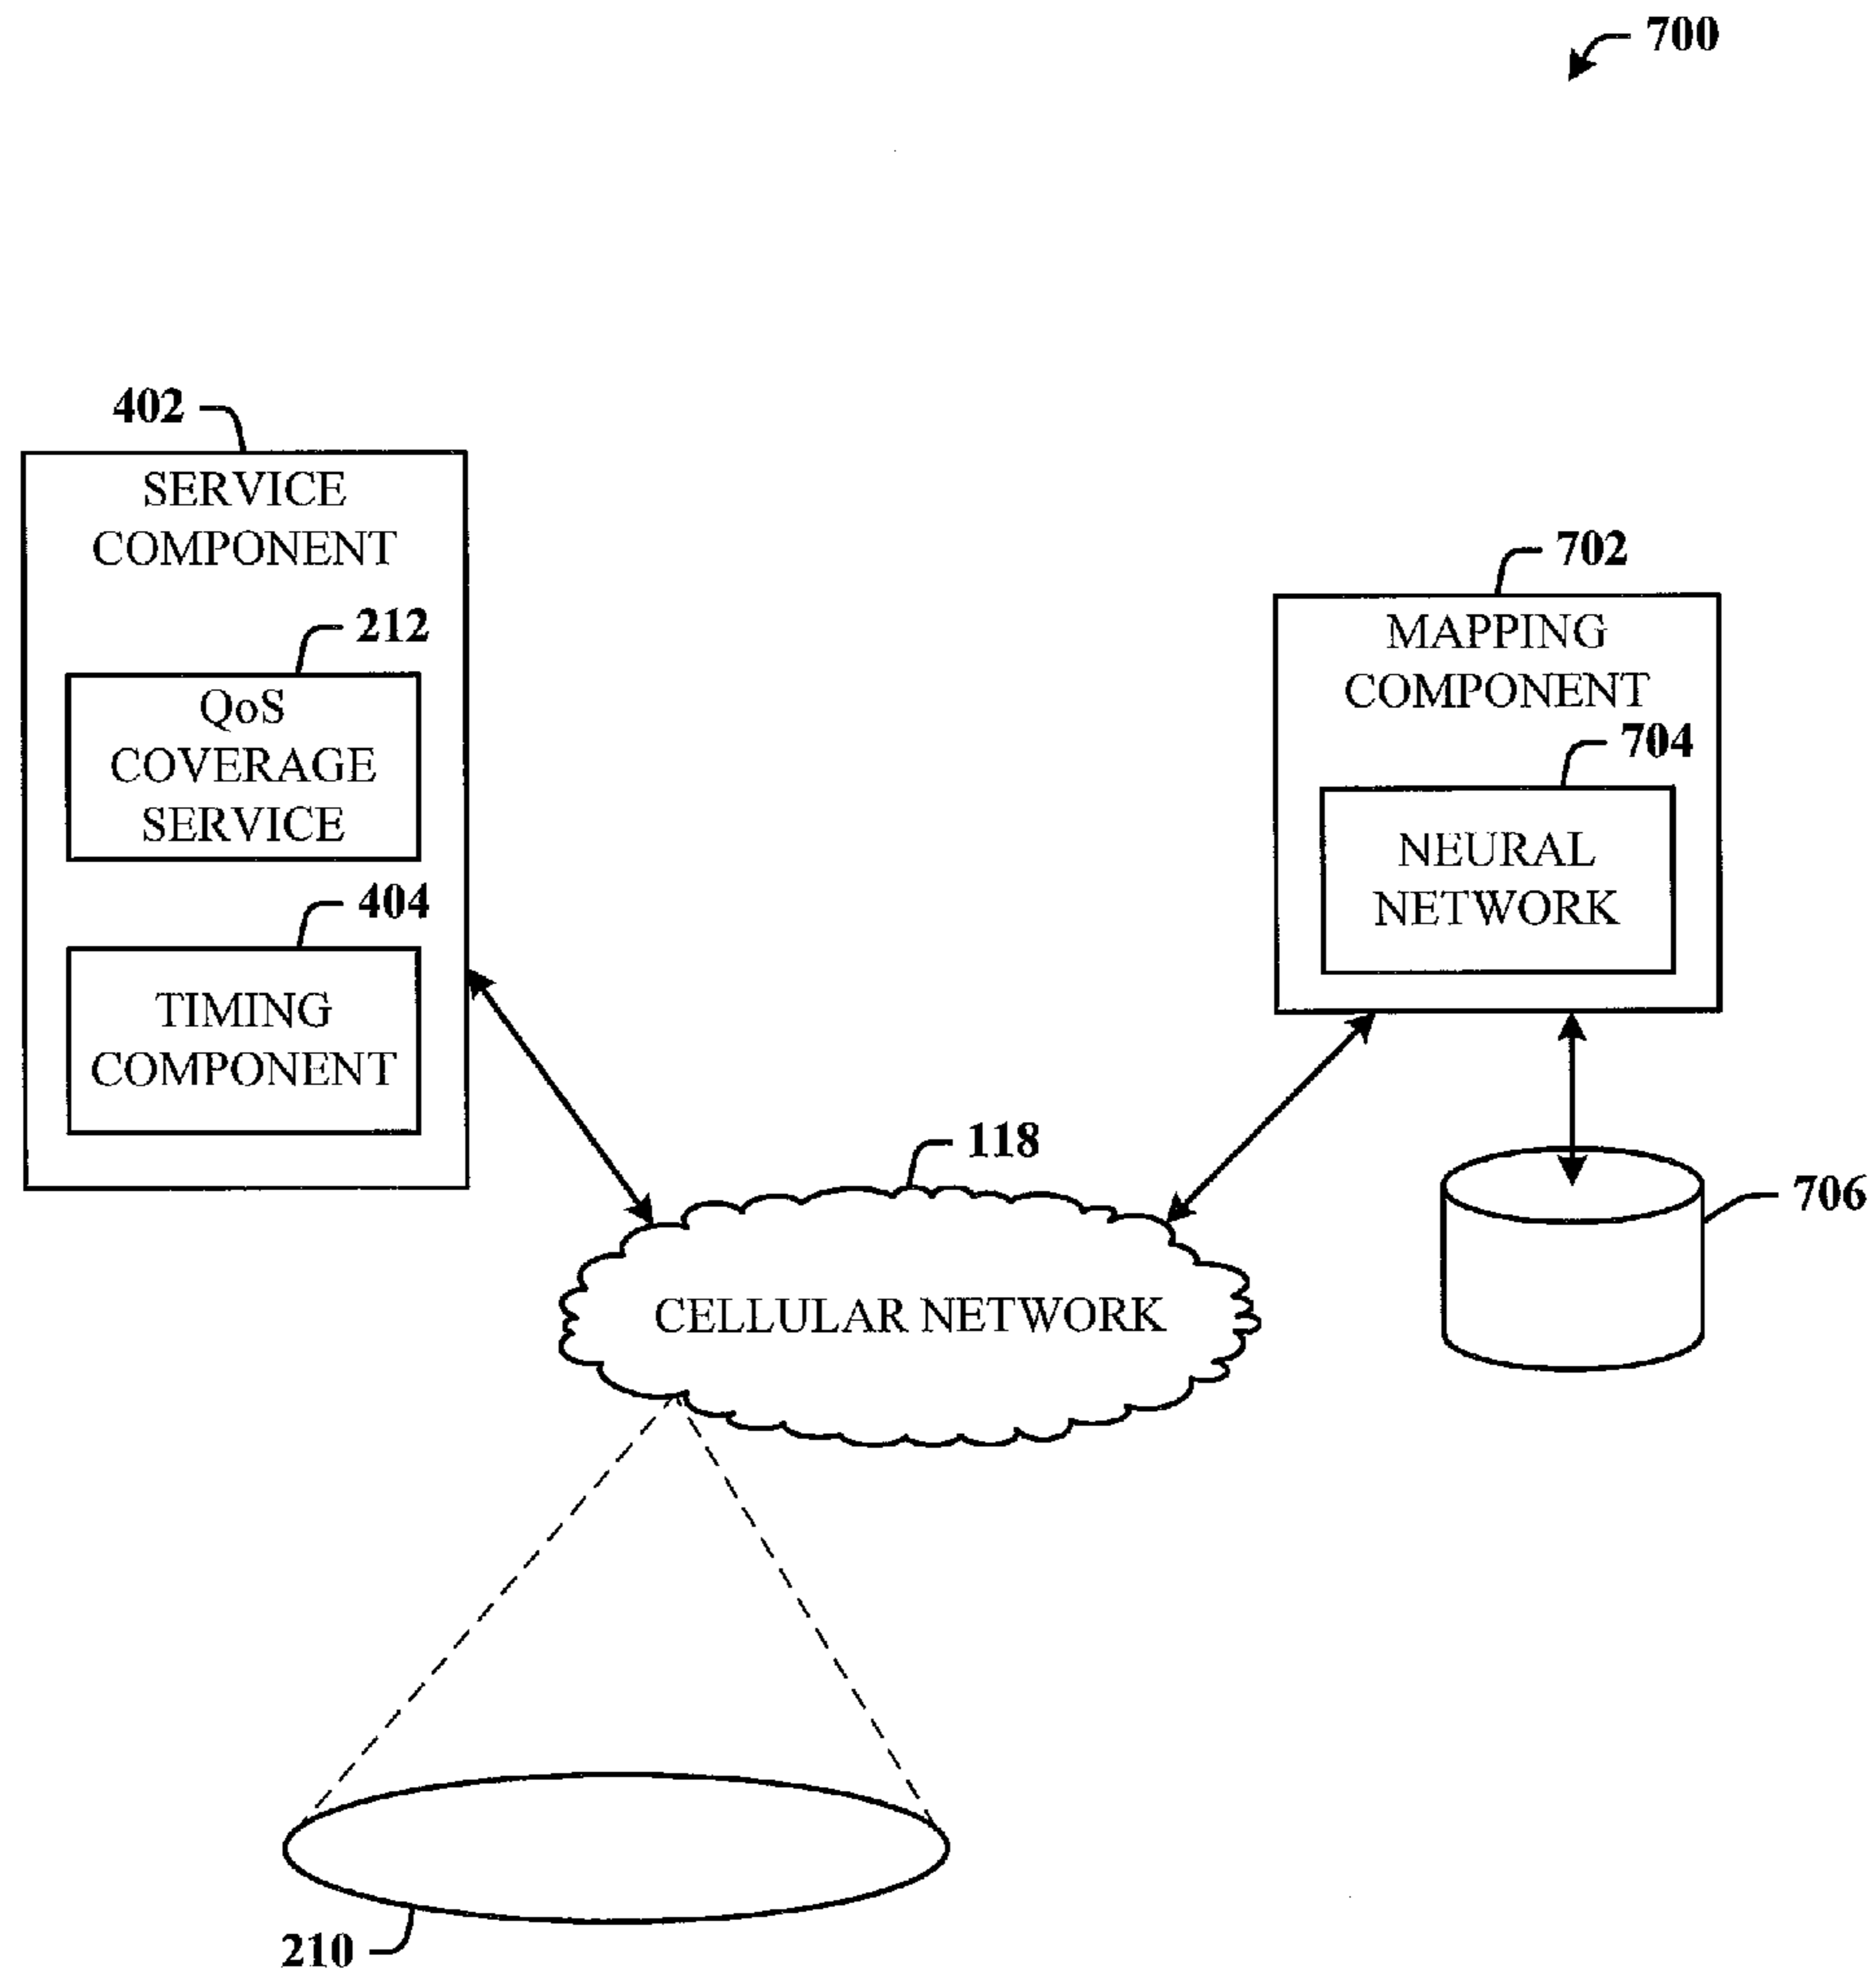 700
402
SERVICE
COMPONENT
212
QoS
COVERAGE
SERVICE
404
TIMING
COMPONENT
702
MAPPING
COMPONENT
704
NEURAL
NETWORK
118
CELLULAR NETWORK
706
210